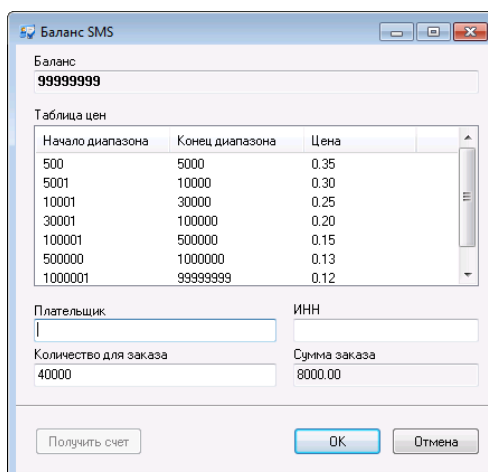 Баланс SMS
Баланс
99999999
Таблица цен
Начало диапазона Конец диапазона Цена
500 5000 0.35
5001 10000 0.30
10001 30000 0.25
30001 100000 0.20
100001 500000 0.15
500000 1000000 0.13
1000001 99999999 0.12
Плательщик ИНН
Количество для заказа Сумма заказа
40000 8000.00
Получить счет OK Отмена